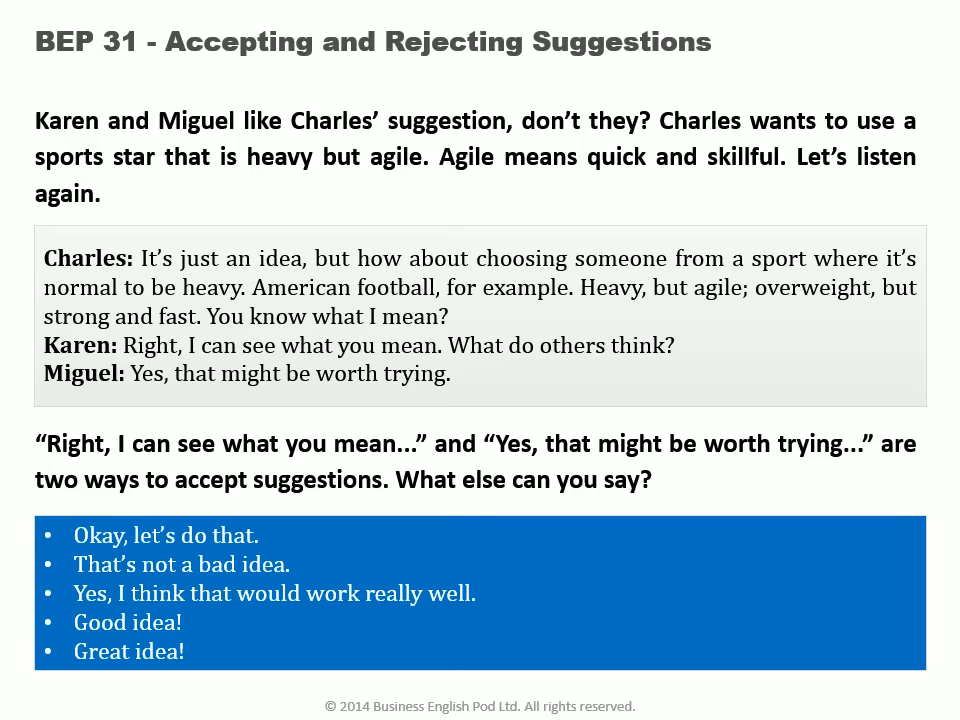 BEP 31 - Accepting and Rejecting Suggestions
Karen and Miguel like Charles’ suggestion, don’t they? Charles wants to use a
sports star that is heavy but agile. Agile means quick and skillful. Let’s listen
again.
Charles: It’s just an idea, but how about choosing someone from a sport where it’s
normal to be heavy. American football, for example. Heavy, but agile; overweight, but
strong and fast. You know what I mean?
Karen: Right, I can see what you mean. What do others think?
Miguel: Yes, that might be worth trying.
“Right, I can see what you mean...” and “Yes, that might be worth trying...” are
two ways to accept suggestions. What else can you say?
• Okay, let’s do that.
• That’s not a bad idea.
• Yes, I think that would work really well.
• Good idea!
• Great idea!
© 2014 Business English Pod Ltd. All rights reserved.